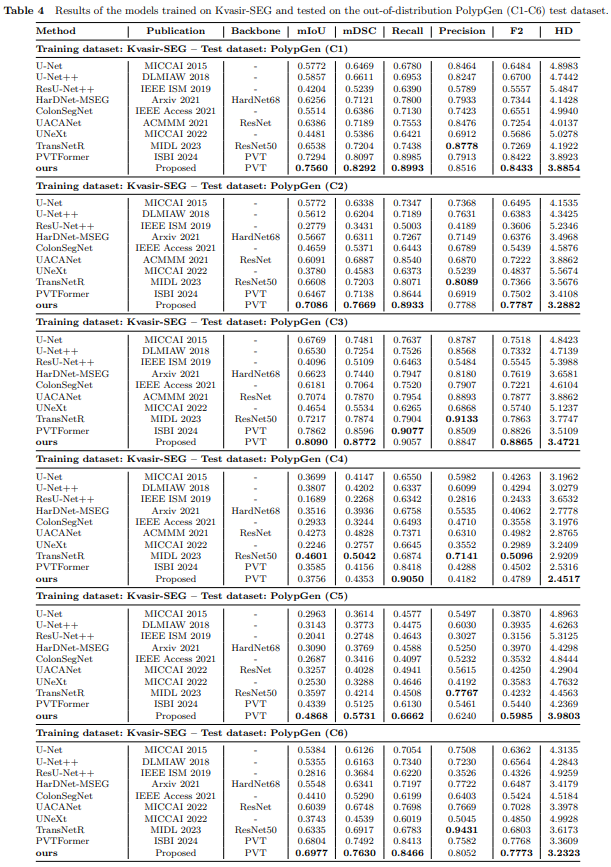 Table 4 Results of the models trained on Kvasir-SEG and tested on the out-of-distribution PolypGen (C1-C6) test dataset.
Method Publication Backbone mIoU mDSC Recall Precision F2 HD
Training dataset: Kvasir-SEG – Test dataset: PolypGen (C1)
U-Net MICCAI 2015 - 0.5772 0.6469 0.6780 0.8464 0.6484 4.8983
U-Net++ DLMIAW 2018 - 0.5857 0.6611 0.6953 0.8247 0.6700 4.7442
ResU-Net++ IEEE ISM 2019 - 0.4204 0.5239 0.6390 0.5789 0.5557 5.4847
HarDNet-MSEG Arxiv 2021 HardNet68 0.6256 0.7121 0.7800 0.7933 0.7344 4.1428
ColonSegNet IEEE Access 2021 - 0.5514 0.6386 0.7130 0.7423 0.6551 4.9940
UACANet ACMMM 2021 ResNet 0.6386 0.7189 0.7553 0.8476 0.7254 4.0137
UNeXt MICCAI 2022 - 0.4481 0.5386 0.6421 0.6912 0.5686 5.0278
TransNetR MIDL 2023 ResNet50 0.6538 0.7204 0.7438 0.8778 0.7269 4.1922
PVTFormer ISBI 2024 PVT 0.7294 0.8097 0.8985 0.7913 0.8422 3.8923
ours Proposed PVT 0.7560 0.8292 0.8993 0.8516 0.8433 3.8854
Training dataset: Kvasir-SEG – Test dataset: PolypGen (C2)
U-Net MICCAI 2015 - 0.5772 0.6338 0.7347 0.7368 0.6495 4.1535
U-Net++ DLMIAW 2018 - 0.5612 0.6204 0.7189 0.7631 0.6383 4.3425
ResU-Net++ IEEE ISM 2019 - 0.2779 0.3431 0.5003 0.4189 0.3606 5.2346
HarDNet-MSEG Arxiv 2021 HardNet68 0.5667 0.6311 0.7267 0.7149 0.6376 3.4968
ColonSegNet IEEE Access 2021 - 0.4659 0.5371 0.6443 0.6789 0.5439 4.5876
UACANet ACMMM 2021 ResNet 0.6091 0.6887 0.8540 0.6870 0.7222 3.8862
UNeXt MICCAI 2022 - 0.3780 0.4583 0.6373 0.5239 0.4837 5.5674
TransNetR MIDL 2023 ResNet50 0.6608 0.7203 0.8071 0.8089 0.7366 3.5676
PVTFormer ISBI 2024 PVT 0.6467 0.7138 0.8644 0.6919 0.7502 3.4108
ours Proposed PVT 0.7086 0.7669 0.8933 0.7788 0.7787 3.2882
Training dataset: Kvasir-SEG – Test dataset: PolypGen (C3)
U-Net MICCAI 2015 - 0.6769 0.7481 0.7637 0.8787 0.7518 4.8423
U-Net++ DLMIAW 2018 - 0.6530 0.7254 0.7526 0.8568 0.7332 4.7139
ResU-Net++ IEEE ISM 2019 - 0.4096 0.5109 0.6463 0.5484 0.5545 5.3988
HarDNet-MSEG Arxiv 2021 HardNet68 0.6623 0.7440 0.7947 0.8180 0.7619 3.6581
ColonSegNet IEEE Access 2021 - 0.6181 0.7064 0.7520 0.7907 0.7221 4.6104
UACANet ACMMM 2021 ResNet 0.7074 0.7870 0.7954 0.8893 0.7877 3.8862
UNeXt MICCAI 2022 - 0.4654 0.5534 0.6265 0.6868 0.5740 5.1237
TransNetR MIDL 2023 ResNet50 0.7217 0.7874 0.7904 0.9133 0.7863 3.7747
PVTFormer ISBI 2024 PVT 0.7862 0.8596 0.9077 0.8509 0.8826 3.5109
ours Proposed PVT 0.8090 0.8772 0.9057 0.8847 0.8865 3.4721
Training dataset: Kvasir-SEG – Test dataset: PolypGen (C4)
U-Net MICCAI 2015 - 0.3699 0.4147 0.6550 0.5982 0.4263 3.1962
U-Net++ DLMIAW 2018 - 0.3807 0.4202 0.6337 0.6099 0.4294 3.0279
ResU-Net++ IEEE ISM 2019 - 0.1689 0.2268 0.6342 0.2816 0.2433 3.6532
HarDNet-MSEG Arxiv 2021 HardNet68 0.3516 0.3936 0.6758 0.5535 0.4062 2.7778
ColonSegNet IEEE Access 2021 - 0.2933 0.3244 0.6493 0.4710 0.3558 3.1976
UACANet ACMMM 2021 ResNet 0.4273 0.4828 0.7371 0.6310 0.4982 2.8765
UNeXt MICCAI 2022 - 0.2246 0.2757 0.6645 0.3552 0.2989 3.2409
TransNetR MIDL 2023 ResNet50 0.4601 0.5042 0.6874 0.7141 0.5096 2.9209
PVTFormer ISBI 2024 PVT 0.3585 0.4156 0.8418 0.4288 0.4502 2.5316
ours Proposed PVT 0.3756 0.4353 0.9050 0.4182 0.4789 2.4517
Training dataset: Kvasir-SEG – Test dataset: PolypGen (C5)
U-Net MICCAI 2015 - 0.2963 0.3614 0.4577 0.5497 0.3870 4.8963
U-Net++ DLMIAW 2018 - 0.3143 0.3773 0.4475 0.6030 0.3935 4.6263
ResU-Net++ IEEE ISM 2019 - 0.2041 0.2748 0.4643 0.3027 0.3156 5.3125
HarDNet-MSEG Arxiv 2021 HardNet68 0.3090 0.3769 0.4588 0.5250 0.3970 4.4298
ColonSegNet IEEE Access 2021 - 0.2687 0.3416 0.4097 0.5232 0.3532 4.8444
UACANet MICCAI 2022 ResNet 0.3257 0.4028 0.4941 0.5615 0.4250 4.2904
UNeXt MICCAI 2022 - 0.2530 0.3288 0.4646 0.4192 0.3583 4.7632
TransNetR MIDL 2023 ResNet50 0.3597 0.4214 0.4508 0.7767 0.4232 4.4563
PVTFormer ISBI 2024 PVT 0.4339 0.5125 0.6130 0.5461 0.5440 4.2369
ours Proposed PVT 0.4868 0.5731 0.6662 0.6240 0.5985 3.9803
Training dataset: Kvasir-SEG – Test dataset: PolypGen (C6)
U-Net MICCAI 2015 - 0.5384 0.6126 0.7054 0.7508 0.6362 4.3135
U-Net++ DLMIAW 2018 - 0.5355 0.6163 0.7340 0.7230 0.6564 4.2843
ResU-Net++ IEEE ISM 2019 - 0.2816 0.3684 0.6220 0.3526 0.4326 4.9259
HarDNet-MSEG Arxiv 2021 HardNet68 0.5548 0.6341 0.7197 0.7722 0.6487 3.4179
ColonSegNet IEEE Access 2021 - 0.4410 0.5290 0.6199 0.6403 0.5424 4.5184
UACANet MICCAI 2022 ResNet 0.6039 0.6748 0.7698 0.7669 0.7028 3.3978
UNeXt MICCAI 2022 - 0.3743 0.4539 0.6019 0.5045 0.4850 4.9928
TransNetR MIDL 2023 ResNet50 0.6335 0.6917 0.6783 0.9431 0.6803 3.6173
PVTFormer ISBI 2024 PVT 0.6804 0.7492 0.8413 0.7582 0.7768 3.3609
ours Proposed PVT 0.6977 0.7630 0.8466 0.8052 0.7773 3.2323